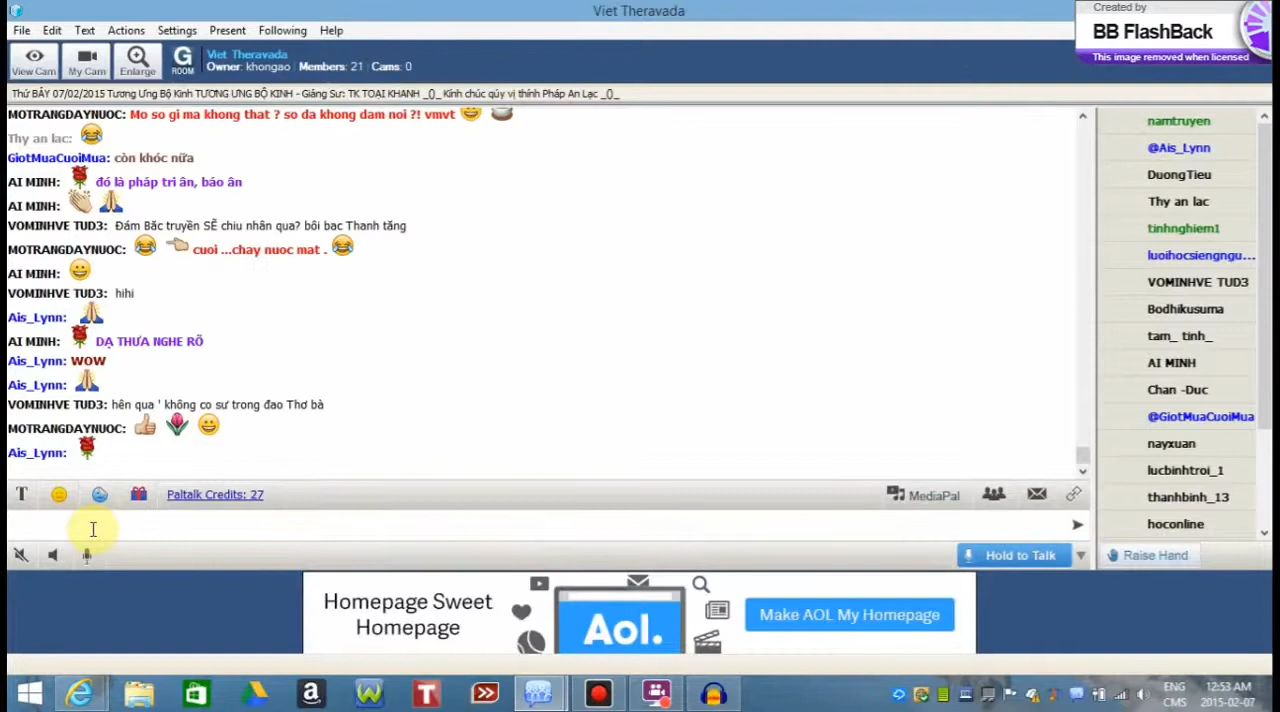 Viet Theravada
File Edit Text Actions Settings Present Following Help
Created by
BB FlashBack
This image removed when licensed
View Cam My Cam Enlarge G ROOM
Viet Theravada
Owner: khongao Members: 21 Cams: 0
Thứ BẢY 07/02/2015 Tương Ưng Bộ Kinh TƯƠNG ƯNG BỘ KINH - Giảng Sư: TK TOẠI KHANH _()_ Kính chúc qúy vị thính Pháp An Lạc _()_
MOTRANGDAYNUOC: Mo so gi ma khong that ? so da khong dam noi ?! vmvt
Thy an lac:
GiotMuaCuoiMua: còn khóc nữa
AI MINH: đó là pháp tri ân, báo ân
AI MINH:
VOMINHVE TUD3: Đám Băc truyền SẼ chiu nhân qua? bôi bac Thanh tăng
MOTRANGDAYNUOC: cuoi ...chay nuoc mat .
AI MINH:
VOMINHVE TUD3: hihi
Ais_Lynn:
AI MINH: DẠ THƯA NGHE RÕ
Ais_Lynn: WOW
Ais_Lynn:
VOMINHVE TUD3: hên qua ' không co sư trong đao Thơ bà
MOTRANGDAYNUOC:
Ais_Lynn:
namtruyen
@Ais_Lynn
DuongTieu
Thy an lac
tinhnghiem1
luoihocsiengngu...
VOMINHVE TUD3
Bodhikusuma
tam_ tinh_
AI MINH
Chan -Duc
@GiotMuaCuoiMua
nayxuan
lucbinhtroi_1
thanhbinh_13
hoconline
T Paltalk Credits: 27 MediaPal
Hold to Talk Raise Hand
Homepage Sweet
Homepage
Aol.
Make AOL My Homepage
ENG 12:53 AM
CMS 2015-02-07